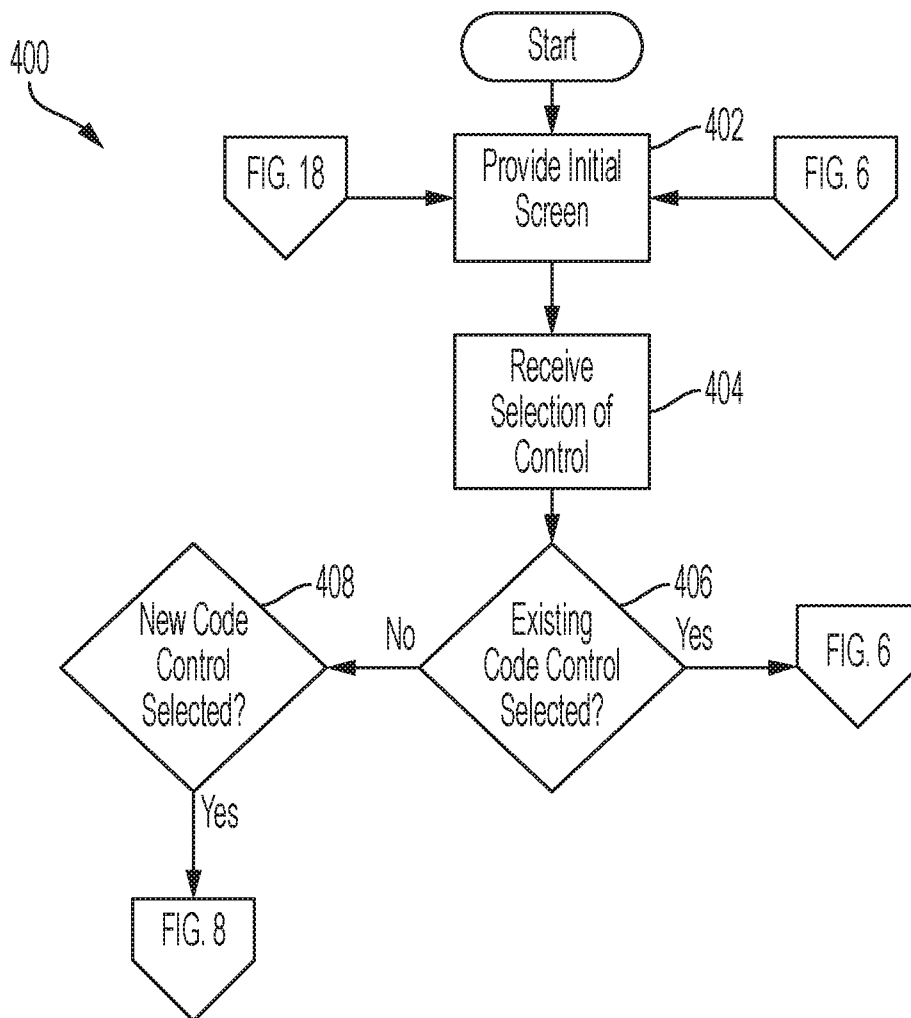 400
Start
402
FIG. 18
Provide Initial
Screen
FIG. 6
Receive
Selection of
Control
404
408
406
New Code
Control
Selected?
No
Existing
Code Control
Selected?
Yes
FIG. 6
Yes
FIG. 8